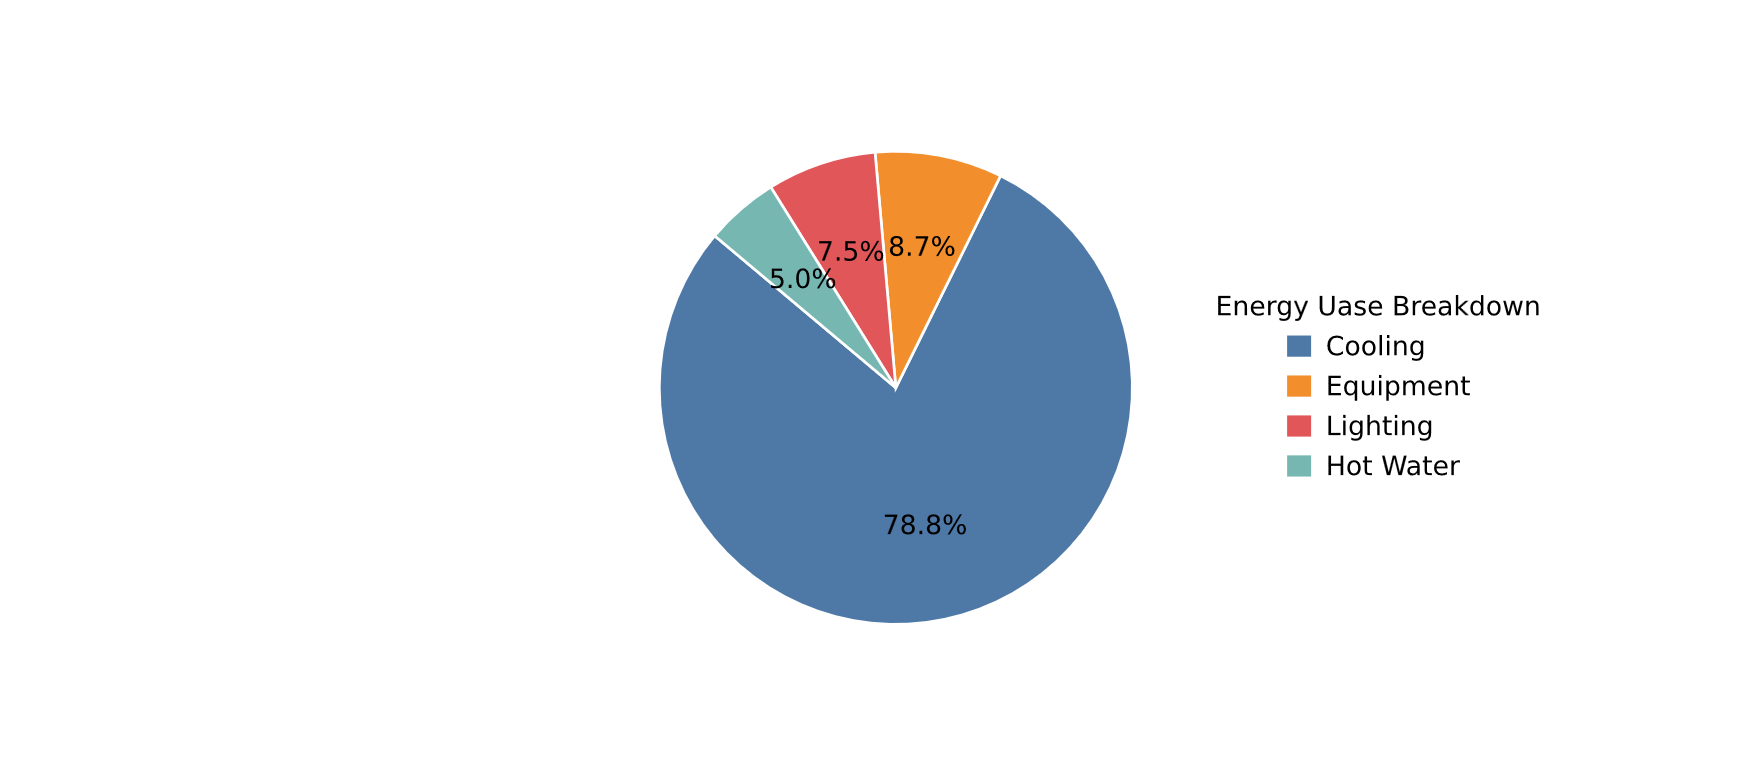 7.5%
8.7%
5.0%
78.8%
Energy Uase Breakdown
Cooling
Equipment
Lighting
Hot Water